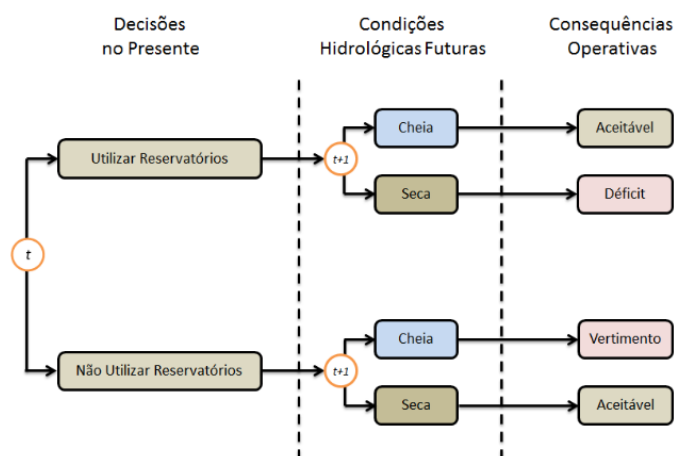 Decisões
no Presente
Condições
Hidrológicas Futuras
Consequências
Operativas
Cheia
Aceitável
Utilizar Reservatórios
t+1
Seca
Déficit
t
Cheia
Vertimento
Não Utilizar Reservatórios
t+1
Seca
Aceitável